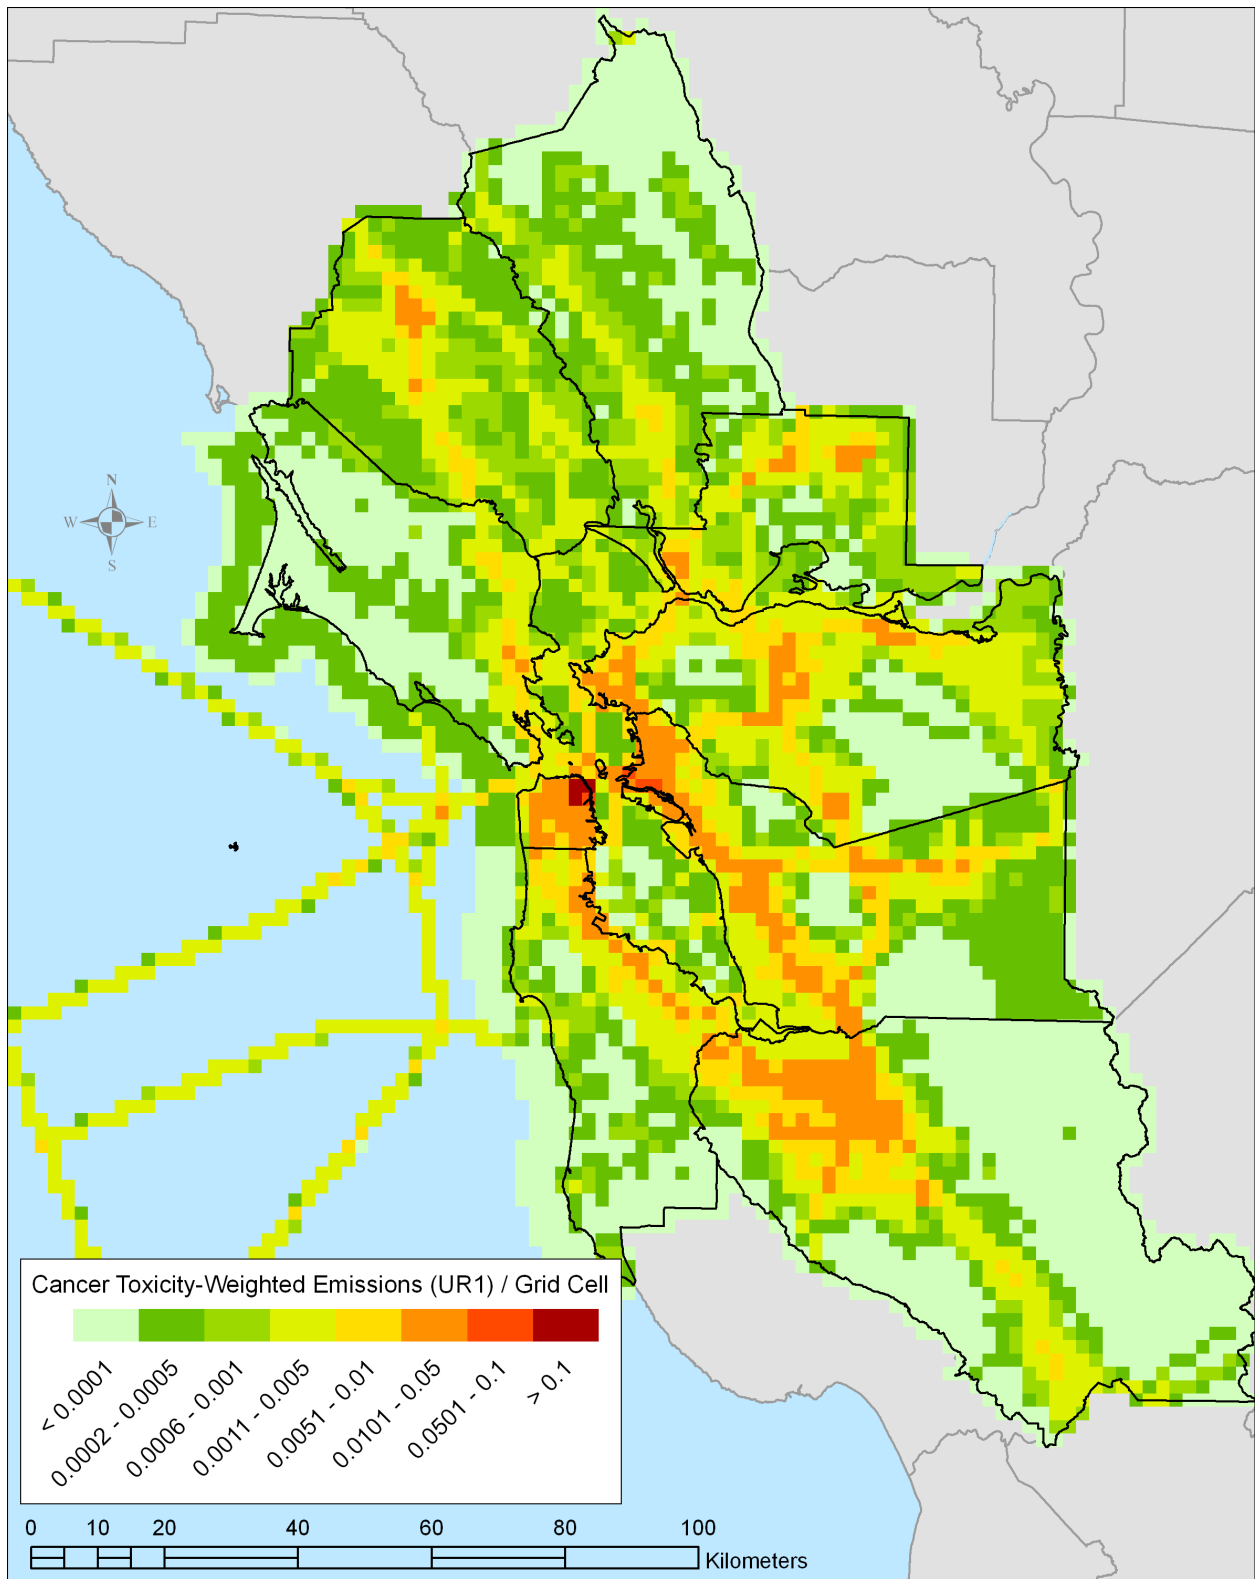 N
W E
S
Cancer Toxicity-Weighted Emissions (UR1) / Grid Cell
< 0.0001
0.0002 - 0.0005
0.0006 - 0.001
0.0011 - 0.005
0.0051 - 0.01
0.0101 - 0.05
0.0501 - 0.1
> 0.1
0 10 20 40 60 80 100
Kilometers